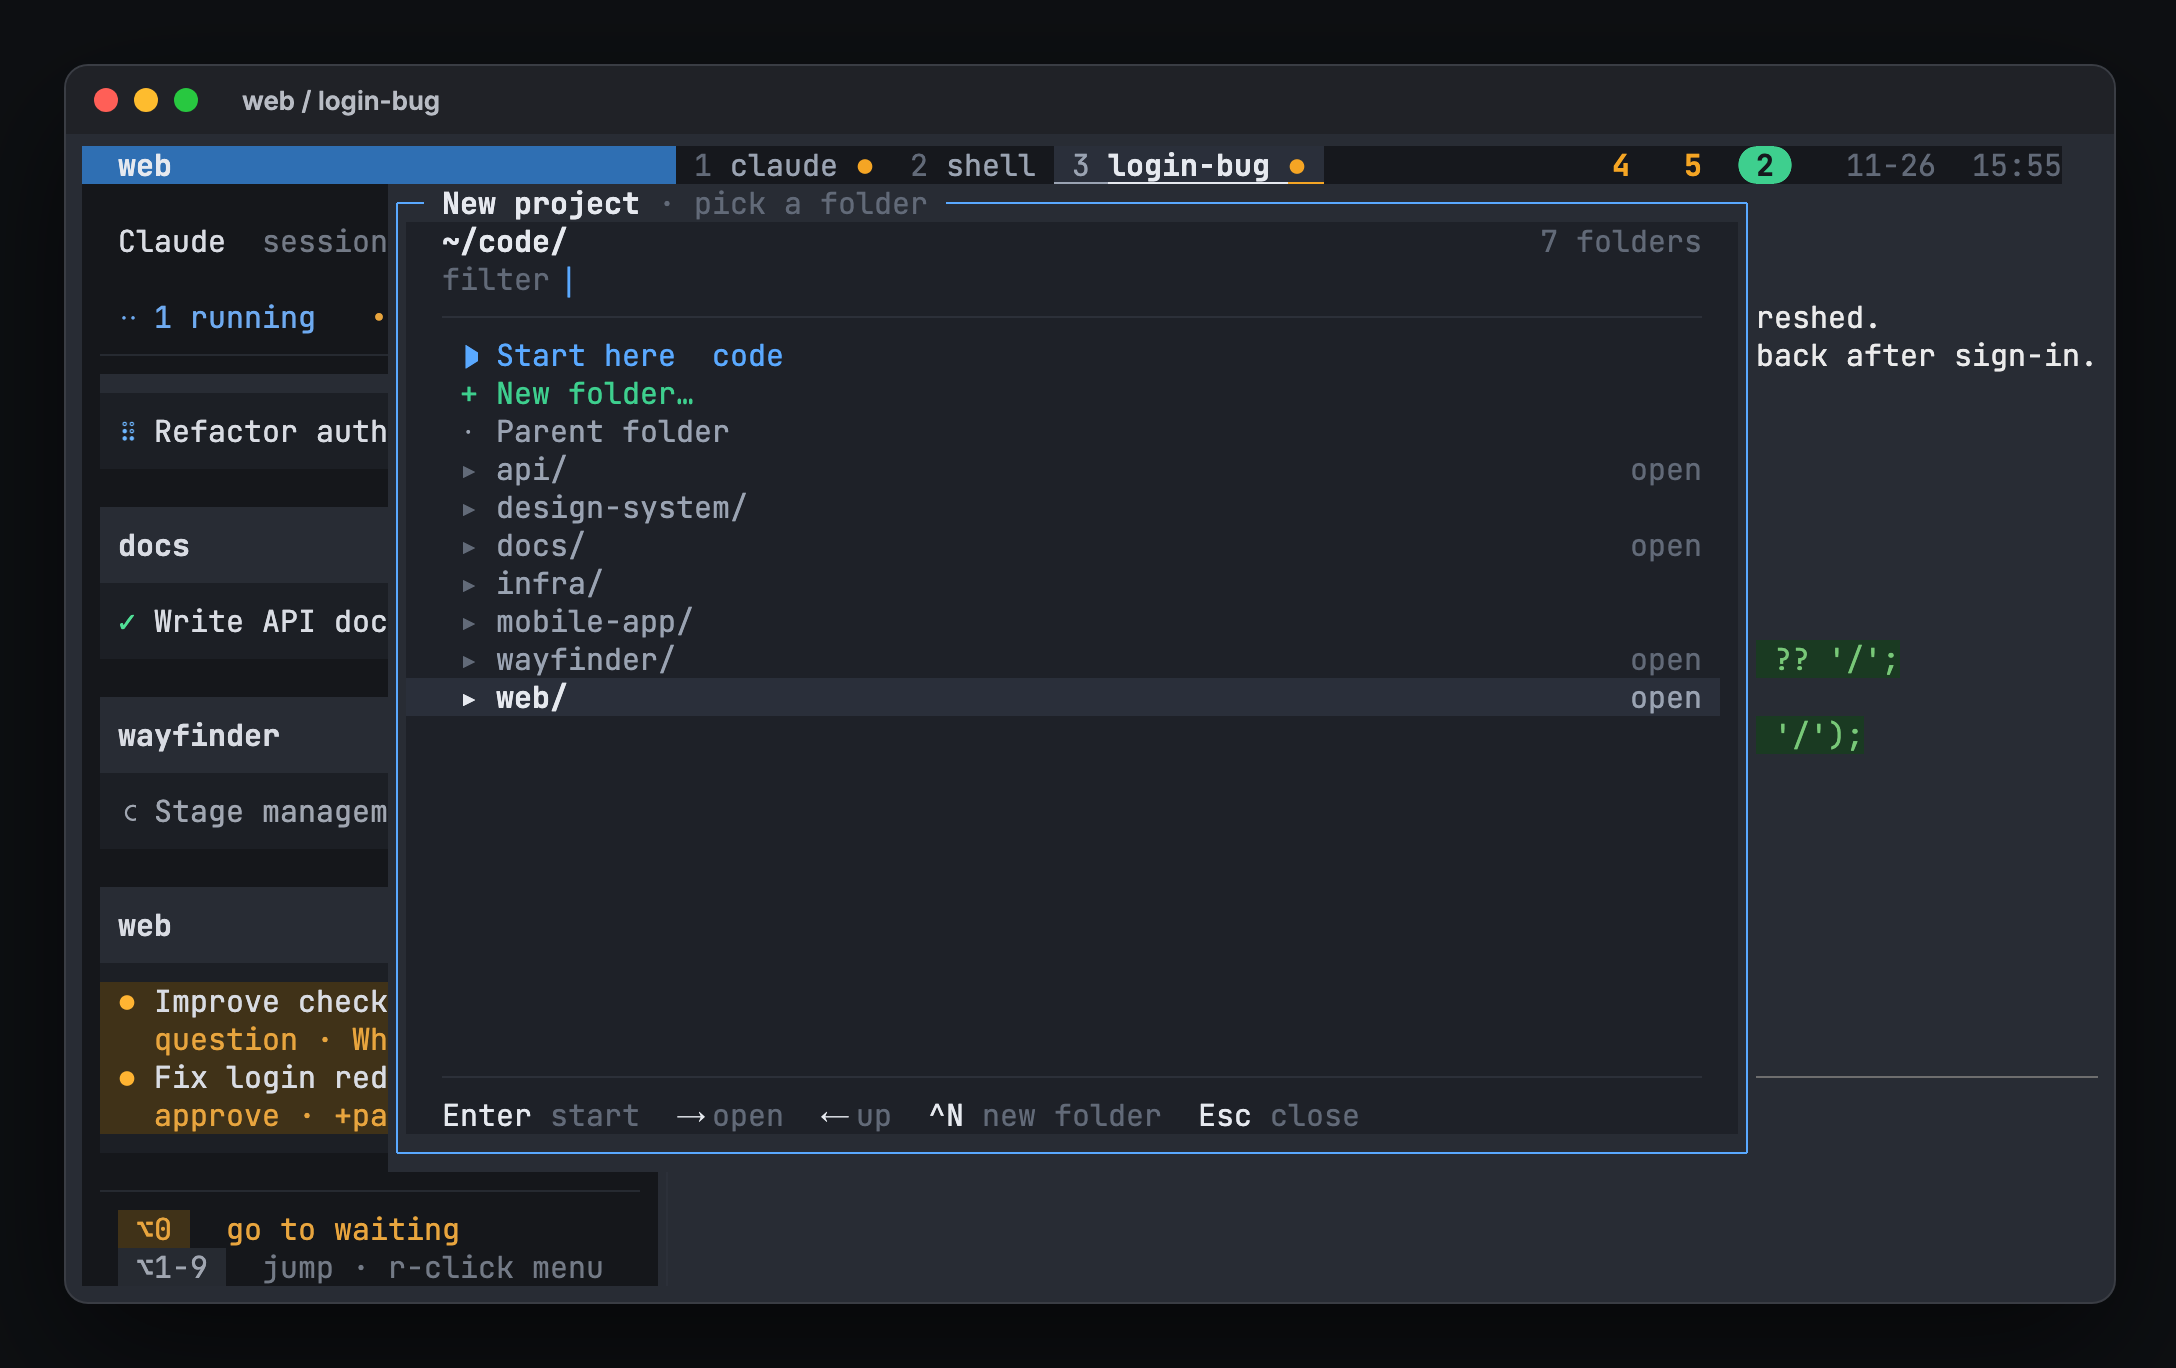 web / login-bug
web 1 claude ● 2 shell 3 login-bug ● 4 5 2 11-26 15:55
New project · pick a folder
Claude session
~/code/ 7 folders
filter
·· 1 running •
reshed.
Start here code
back after sign-in.
+ New folder…
Refactor auth
· Parent folder
▸ api/ open
▸ design-system/
docs
▸ docs/ open
▸ infra/
✓ Write API doc
▸ mobile-app/
▸ wayfinder/ open
?? '/';
▸ web/ open
wayfinder
'/');
Stage managem
web
● Improve check
question · Wh
● Fix login red
approve · +pa
Enter start → open ← up ^N new folder Esc close
⌥0 go to waiting
⌥1-9 jump · r-click menu